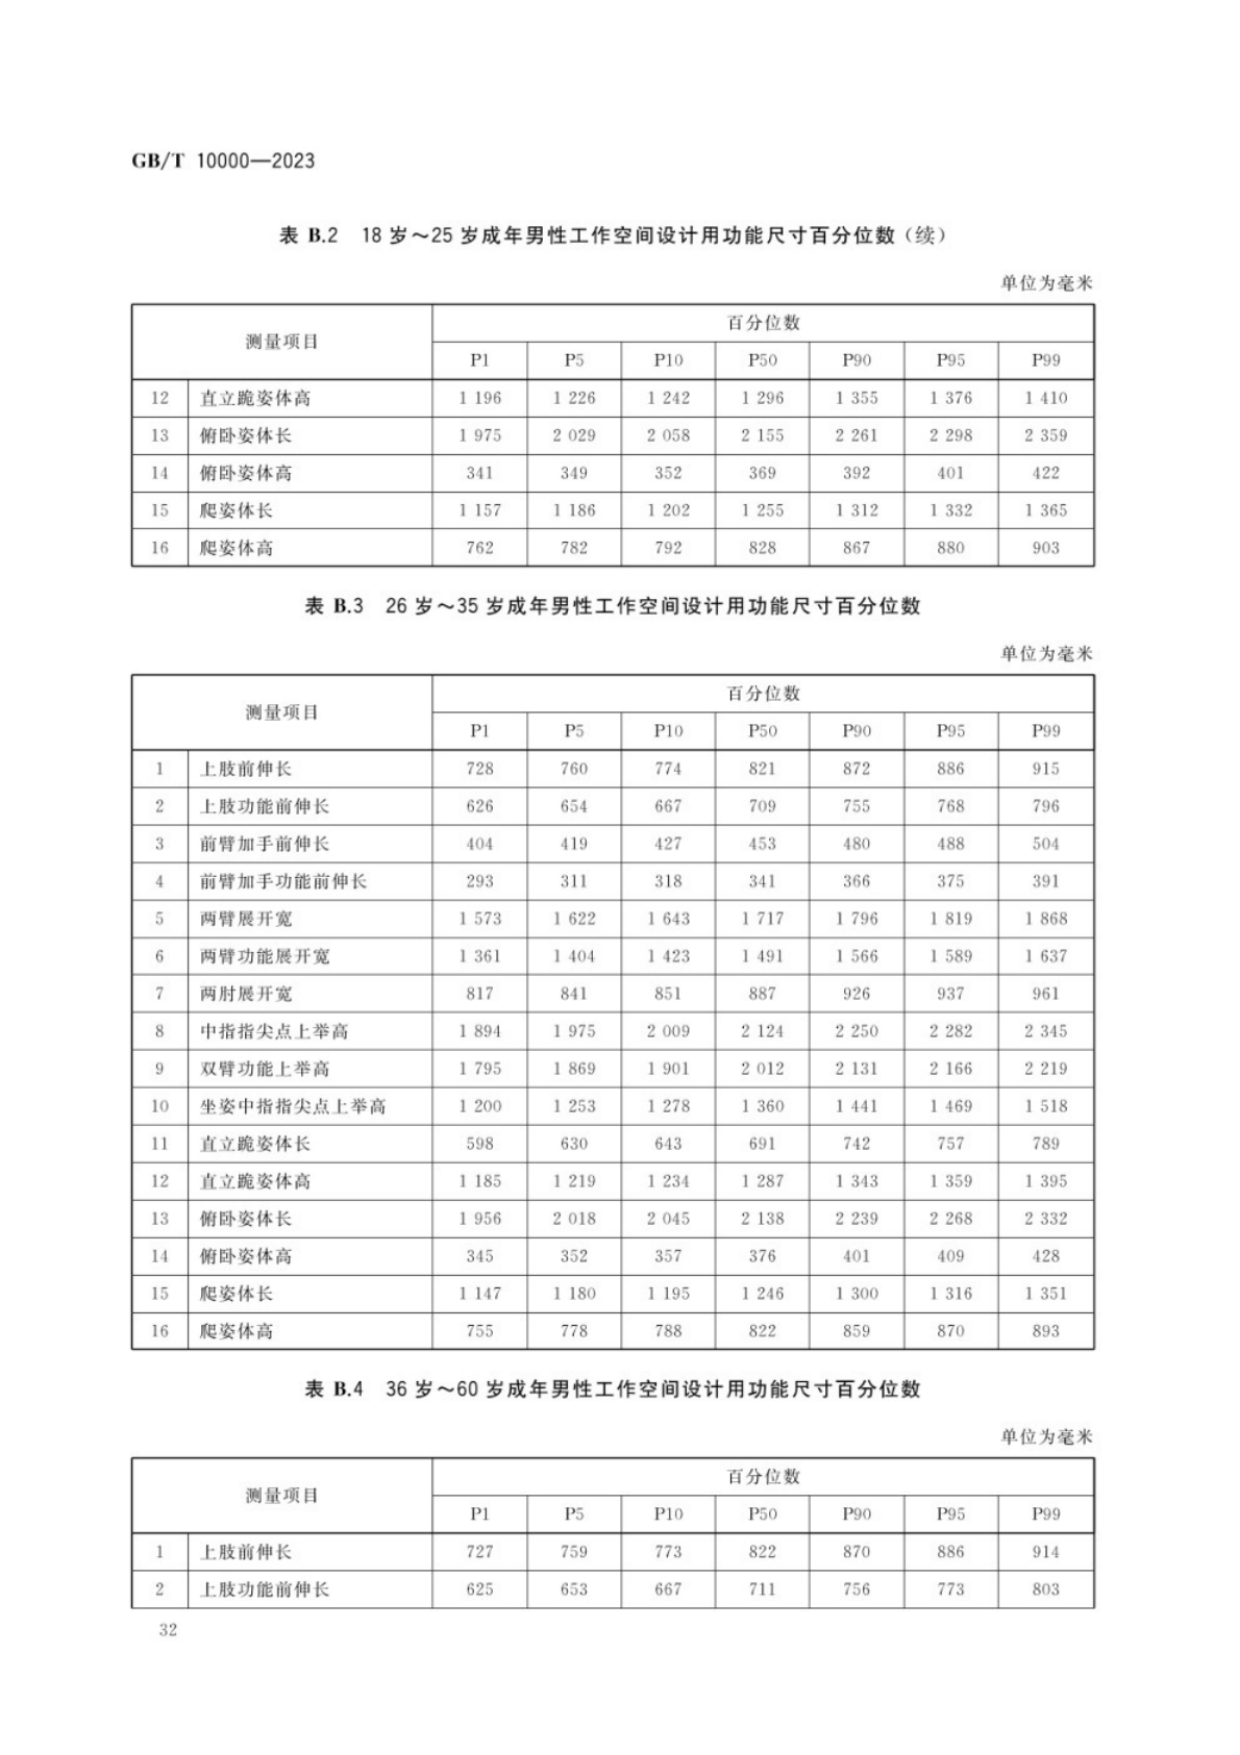 GB/T 10000—2023
表 B.2 18 岁～25 岁成年男性工作空间设计用功能尺寸百分位数（续）
单位为毫米
测量项目 百分位数
P1 P5 P10 P50 P90 P95 P99
12 直立跪姿体高 1 196 1 226 1 242 1 296 1 355 1 376 1 410
13 俯卧姿体长 1 975 2 029 2 058 2 155 2 261 2 298 2 359
14 俯卧姿体高 341 349 352 369 392 401 422
15 爬姿体长 1 157 1 186 1 202 1 255 1 312 1 332 1 365
16 爬姿体高 762 782 792 828 867 880 903
表 B.3 26 岁～35 岁成年男性工作空间设计用功能尺寸百分位数
单位为毫米
测量项目 百分位数
P1 P5 P10 P50 P90 P95 P99
1 上肢前伸长 728 760 774 821 872 886 915
2 上肢功能前伸长 626 654 667 709 755 768 796
3 前臂加手前伸长 404 419 427 453 480 488 504
4 前臂加手功能前伸长 293 311 318 341 366 375 391
5 两臂展开宽 1 573 1 622 1 643 1 717 1 796 1 819 1 868
6 两臂功能展开宽 1 361 1 404 1 423 1 491 1 566 1 589 1 637
7 两肘展开宽 817 841 851 887 926 937 961
8 中指指尖点上举高 1 894 1 975 2 009 2 124 2 250 2 282 2 345
9 双臂功能上举高 1 795 1 869 1 901 2 012 2 131 2 166 2 219
10 坐姿中指指尖点上举高 1 200 1 253 1 278 1 360 1 441 1 469 1 518
11 直立跪姿体长 598 630 643 691 742 757 789
12 直立跪姿体高 1 185 1 219 1 234 1 287 1 343 1 359 1 395
13 俯卧姿体长 1 956 2 018 2 045 2 138 2 239 2 268 2 332
14 俯卧姿体高 345 352 357 376 401 409 428
15 爬姿体长 1 147 1 180 1 195 1 246 1 300 1 316 1 351
16 爬姿体高 755 778 788 822 859 870 893
表 B.4 36 岁～60 岁成年男性工作空间设计用功能尺寸百分位数
单位为毫米
测量项目 百分位数
P1 P5 P10 P50 P90 P95 P99
1 上肢前伸长 727 759 773 822 870 886 914
2 上肢功能前伸长 625 653 667 711 756 773 803
32